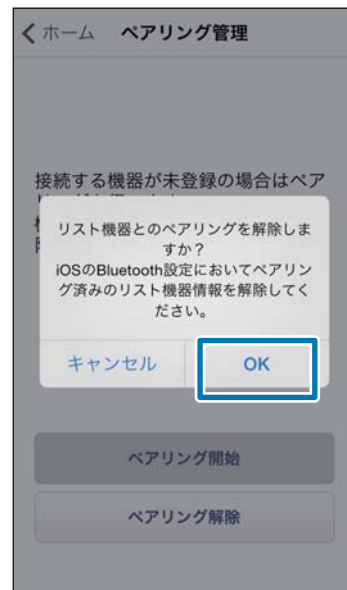 ホーム ペアリング管理
接続する機器が未登録の場合はペア
リスト機器とのペアリングを解除しま
すか?
iOSのBluetooth設定においてペアリン
グ済みのリスト機器情報を解除してく
ださい。
キャンセル OK
ペアリング開始
ペアリング解除